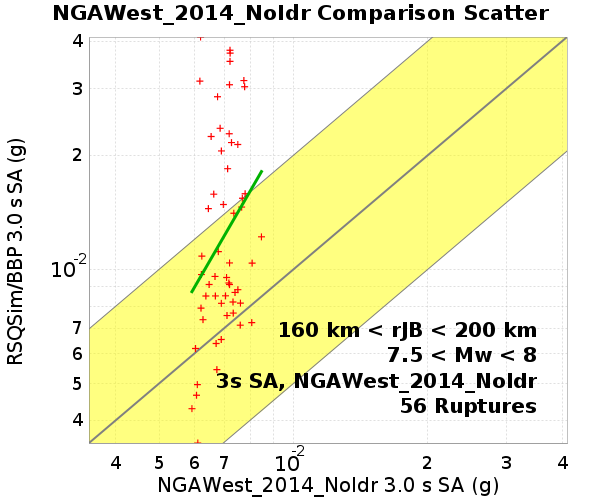 NGAWest_2014_NoIdr Comparison Scatter
RSQSim/BBP 3.0 s SA (g)
4
3
2
10-2
7
6
5
4
160 km < rJB < 200 km
7.5 < Mw < 8
3s SA, NGAWest_2014_NoIdr
56 Ruptures
4 5 6 7 10-2 2 3 4
NGAWest_2014_NoIdr 3.0 s SA (g)